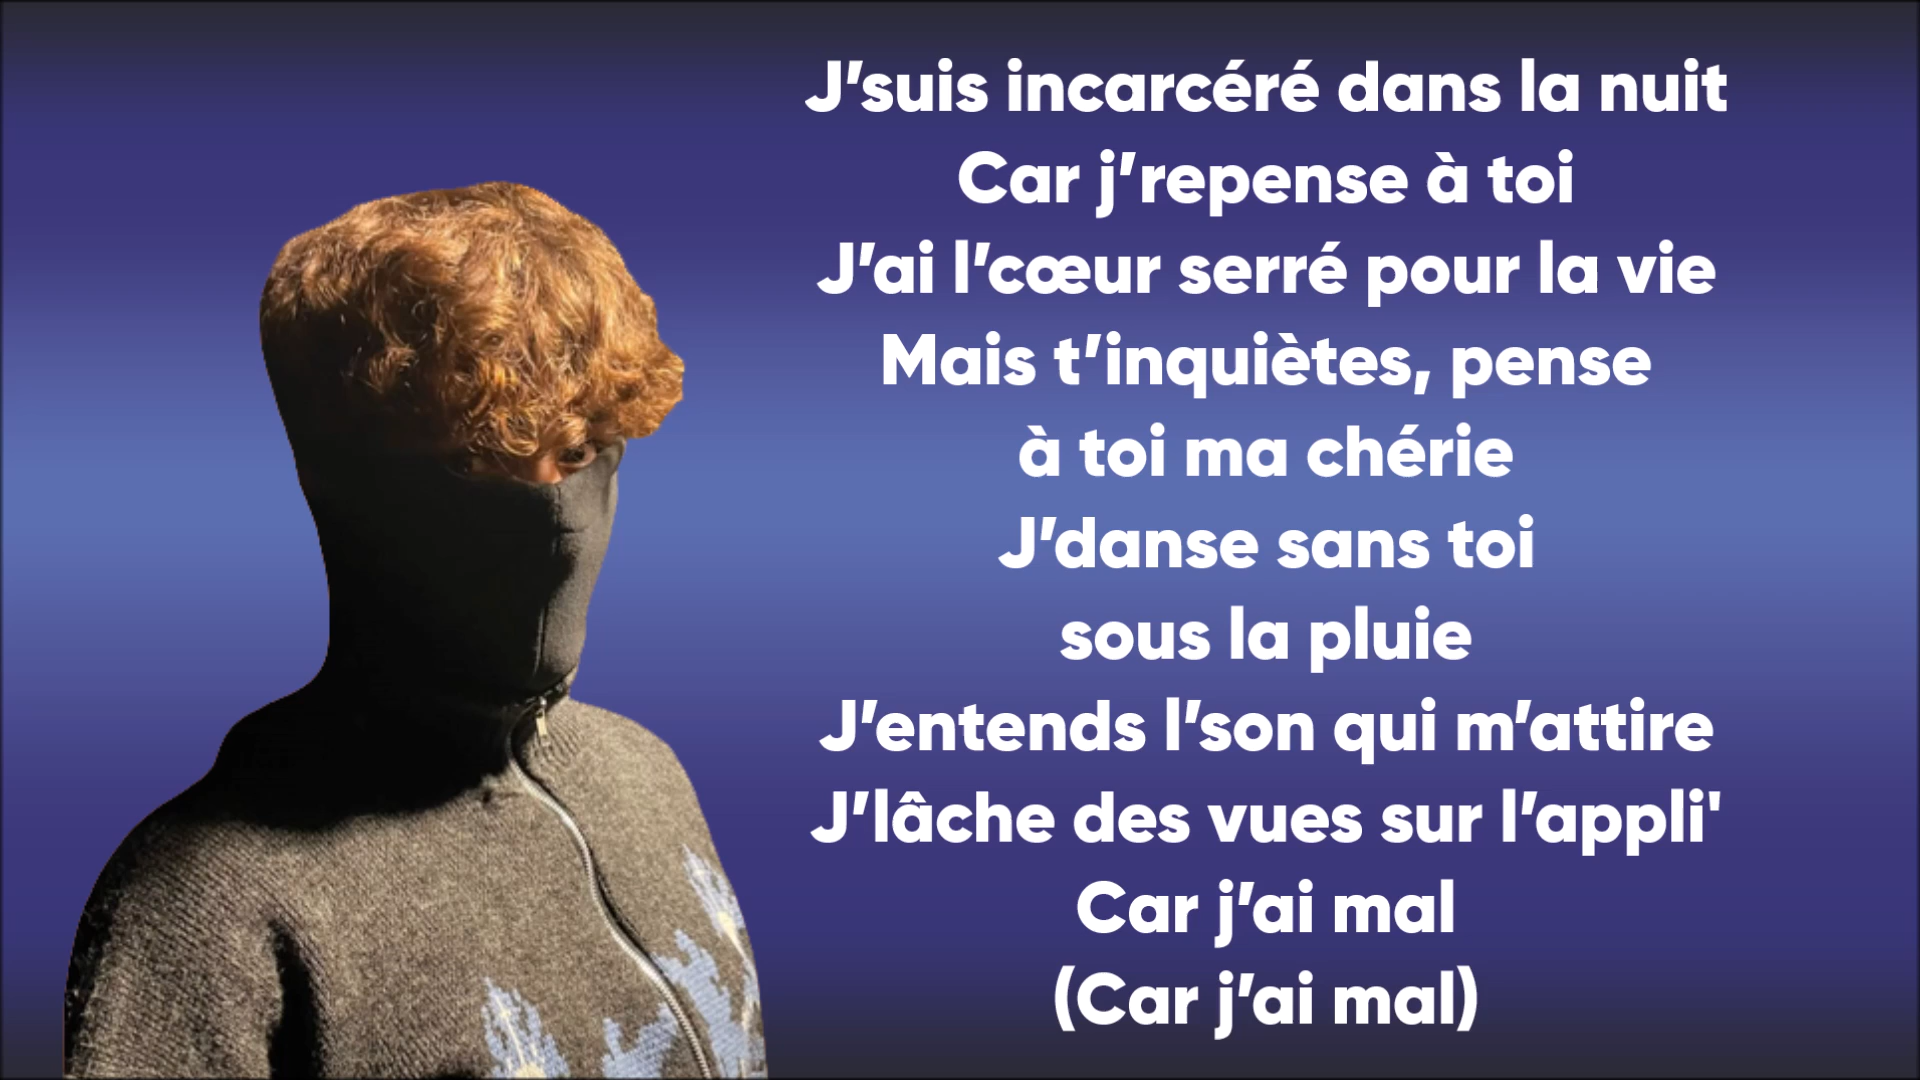 J’suis incarcéré dans la nuit
Car j’repense à toi
J’ai l’cœur serré pour la vie
Mais t’inquiètes, pense
à toi ma chérie
J’danse sans toi
sous la pluie
J’entends l’son qui m’attire
J’lâche des vues sur l’appli'
Car j’ai mal
(Car j’ai mal)